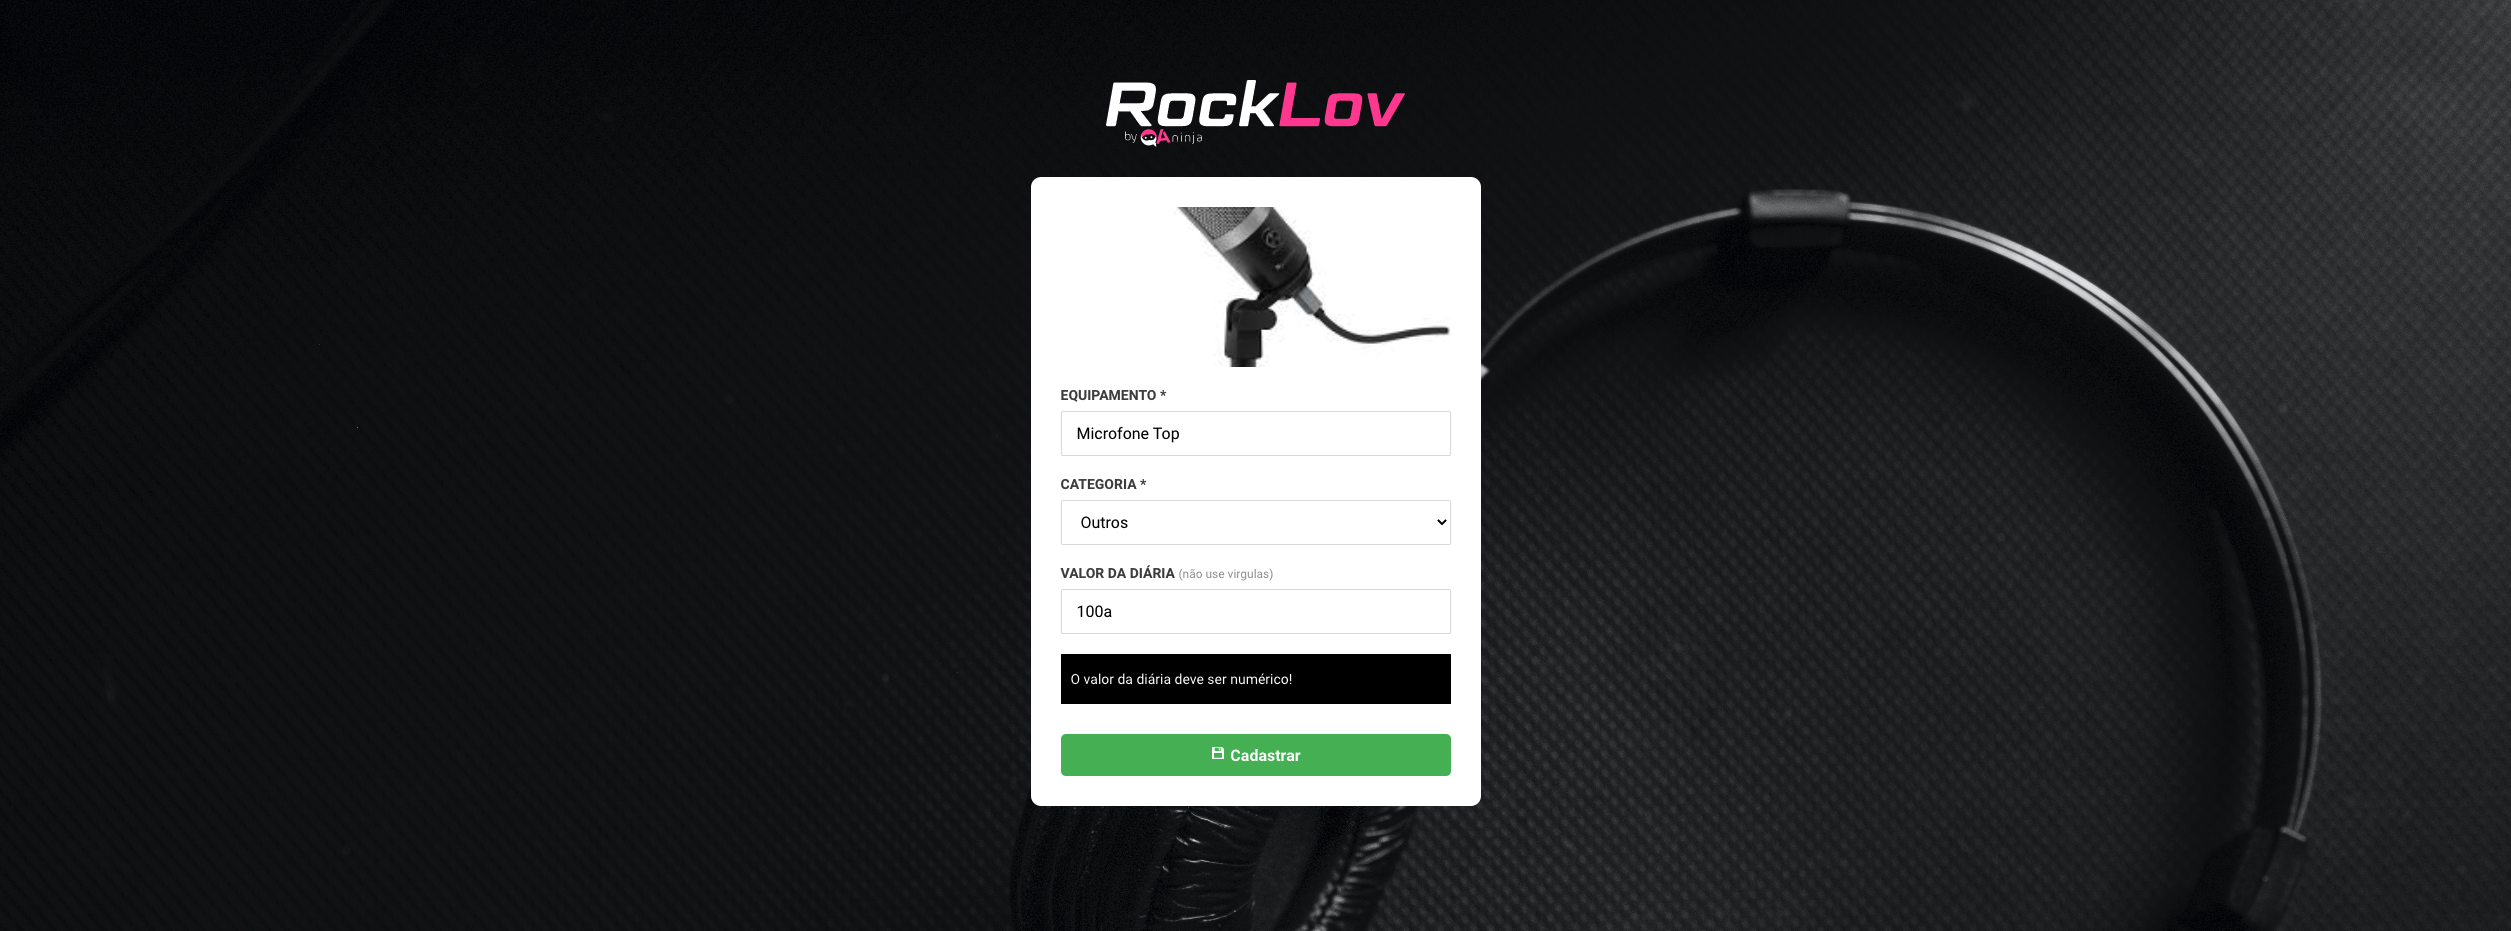 RockLov
by QAninja
EQUIPAMENTO *
Microfone Top
CATEGORIA *
Outros
VALOR DA DIÁRIA (não use virgulas)
100a
O valor da diária deve ser numérico!
Cadastrar